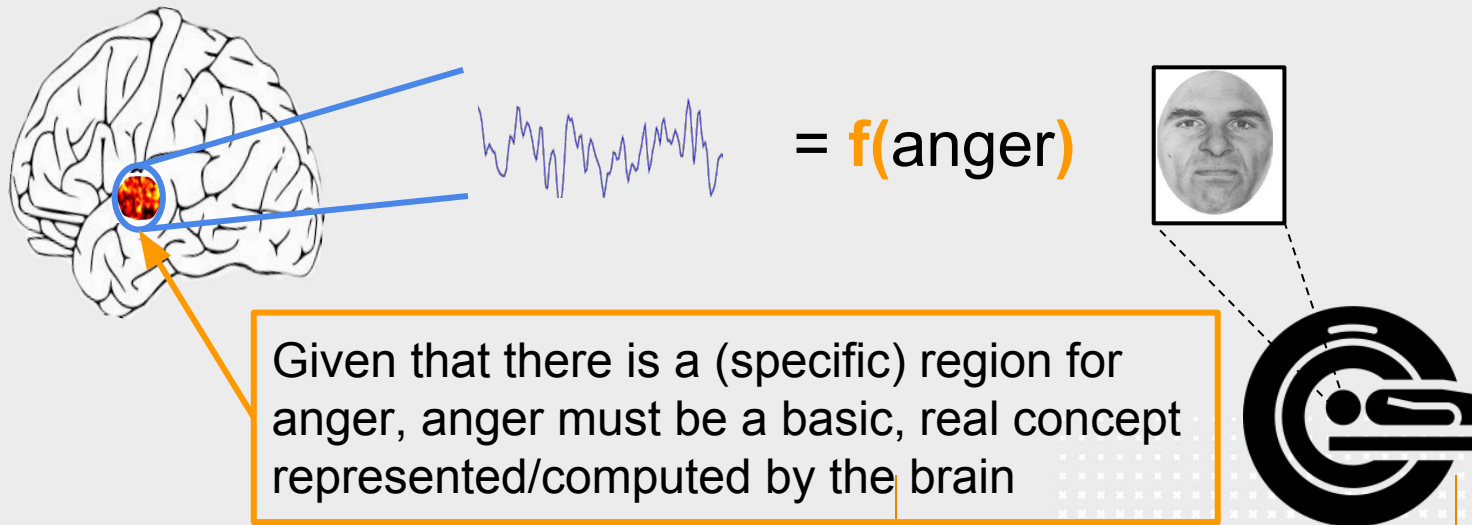 = f(anger)
Given that there is a (specific) region for
anger, anger must be a basic, real concept
represented/computed by the brain